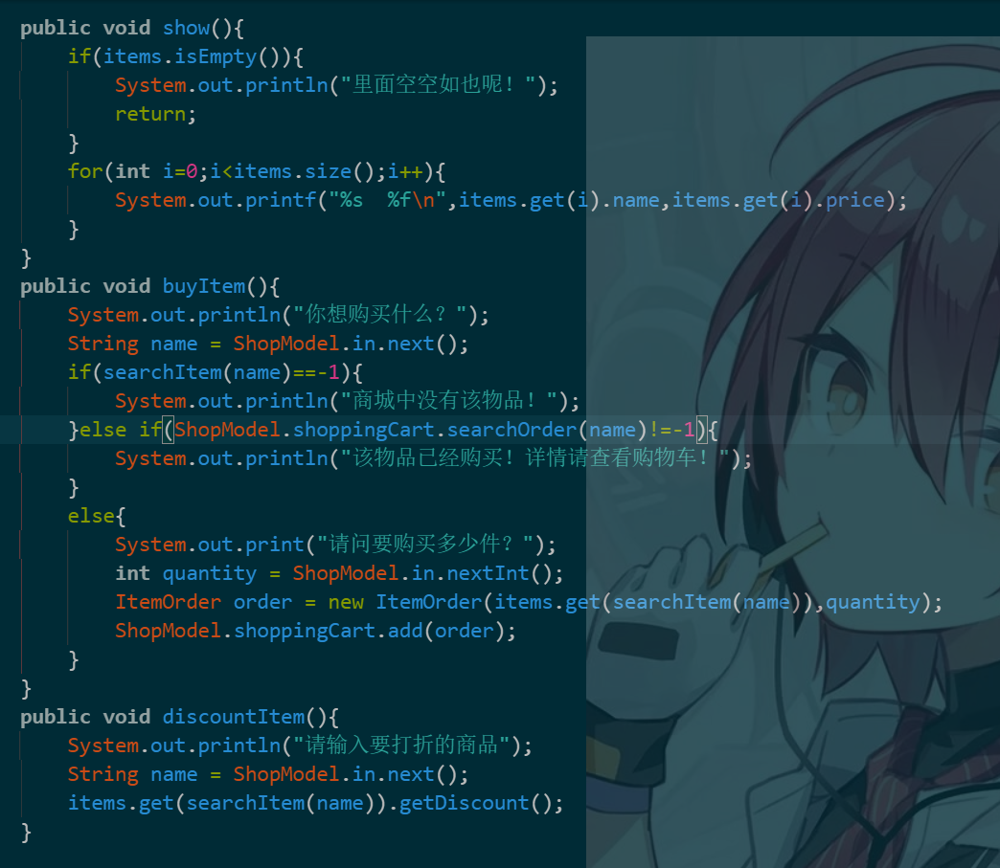 public void show(){
    if(items.isEmpty()){
        System.out.println("里面空空如也呢！");
        return;
    }
    for(int i=0;i<items.size();i++){
        System.out.printf("%s  %f\n",items.get(i).name,items.get(i).price);
    }
}
public void buyItem(){
    System.out.println("你想购买什么？");
    String name = ShopModel.in.next();
    if(searchItem(name)==-1){
        System.out.println("商城中没有该物品！");
    }else if(ShopModel.shoppingCart.searchOrder(name)!=-1){
        System.out.println("该物品已经购买！详情请查看购物车！");
    }
    else{
        System.out.print("请问要购买多少件？");
        int quantity = ShopModel.in.nextInt();
        ItemOrder order = new ItemOrder(items.get(searchItem(name)),quantity);
        ShopModel.shoppingCart.add(order);
    }
}
public void discountItem(){
    System.out.println("请输入要打折的商品");
    String name = ShopModel.in.next();
    items.get(searchItem(name)).getDiscount();
}